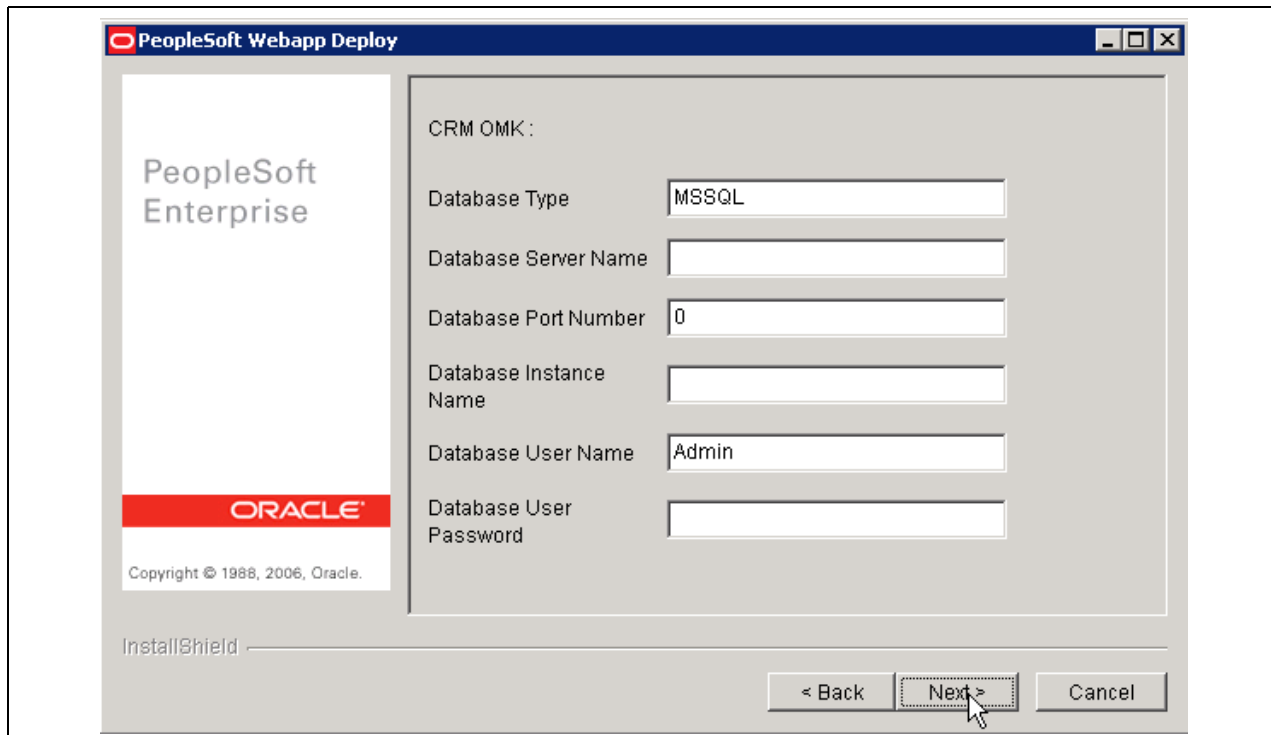 PeopleSoft Webapp Deploy
PeopleSoft
Enterprise
ORACLE
Copyright © 1988, 2006, Oracle.
CRM OMK :
Database Type
MSSQL
Database Server Name
Database Port Number
0
Database Instance
Name
Database User Name
Admin
Database User
Password
InstallShield
< Back
Next >
Cancel